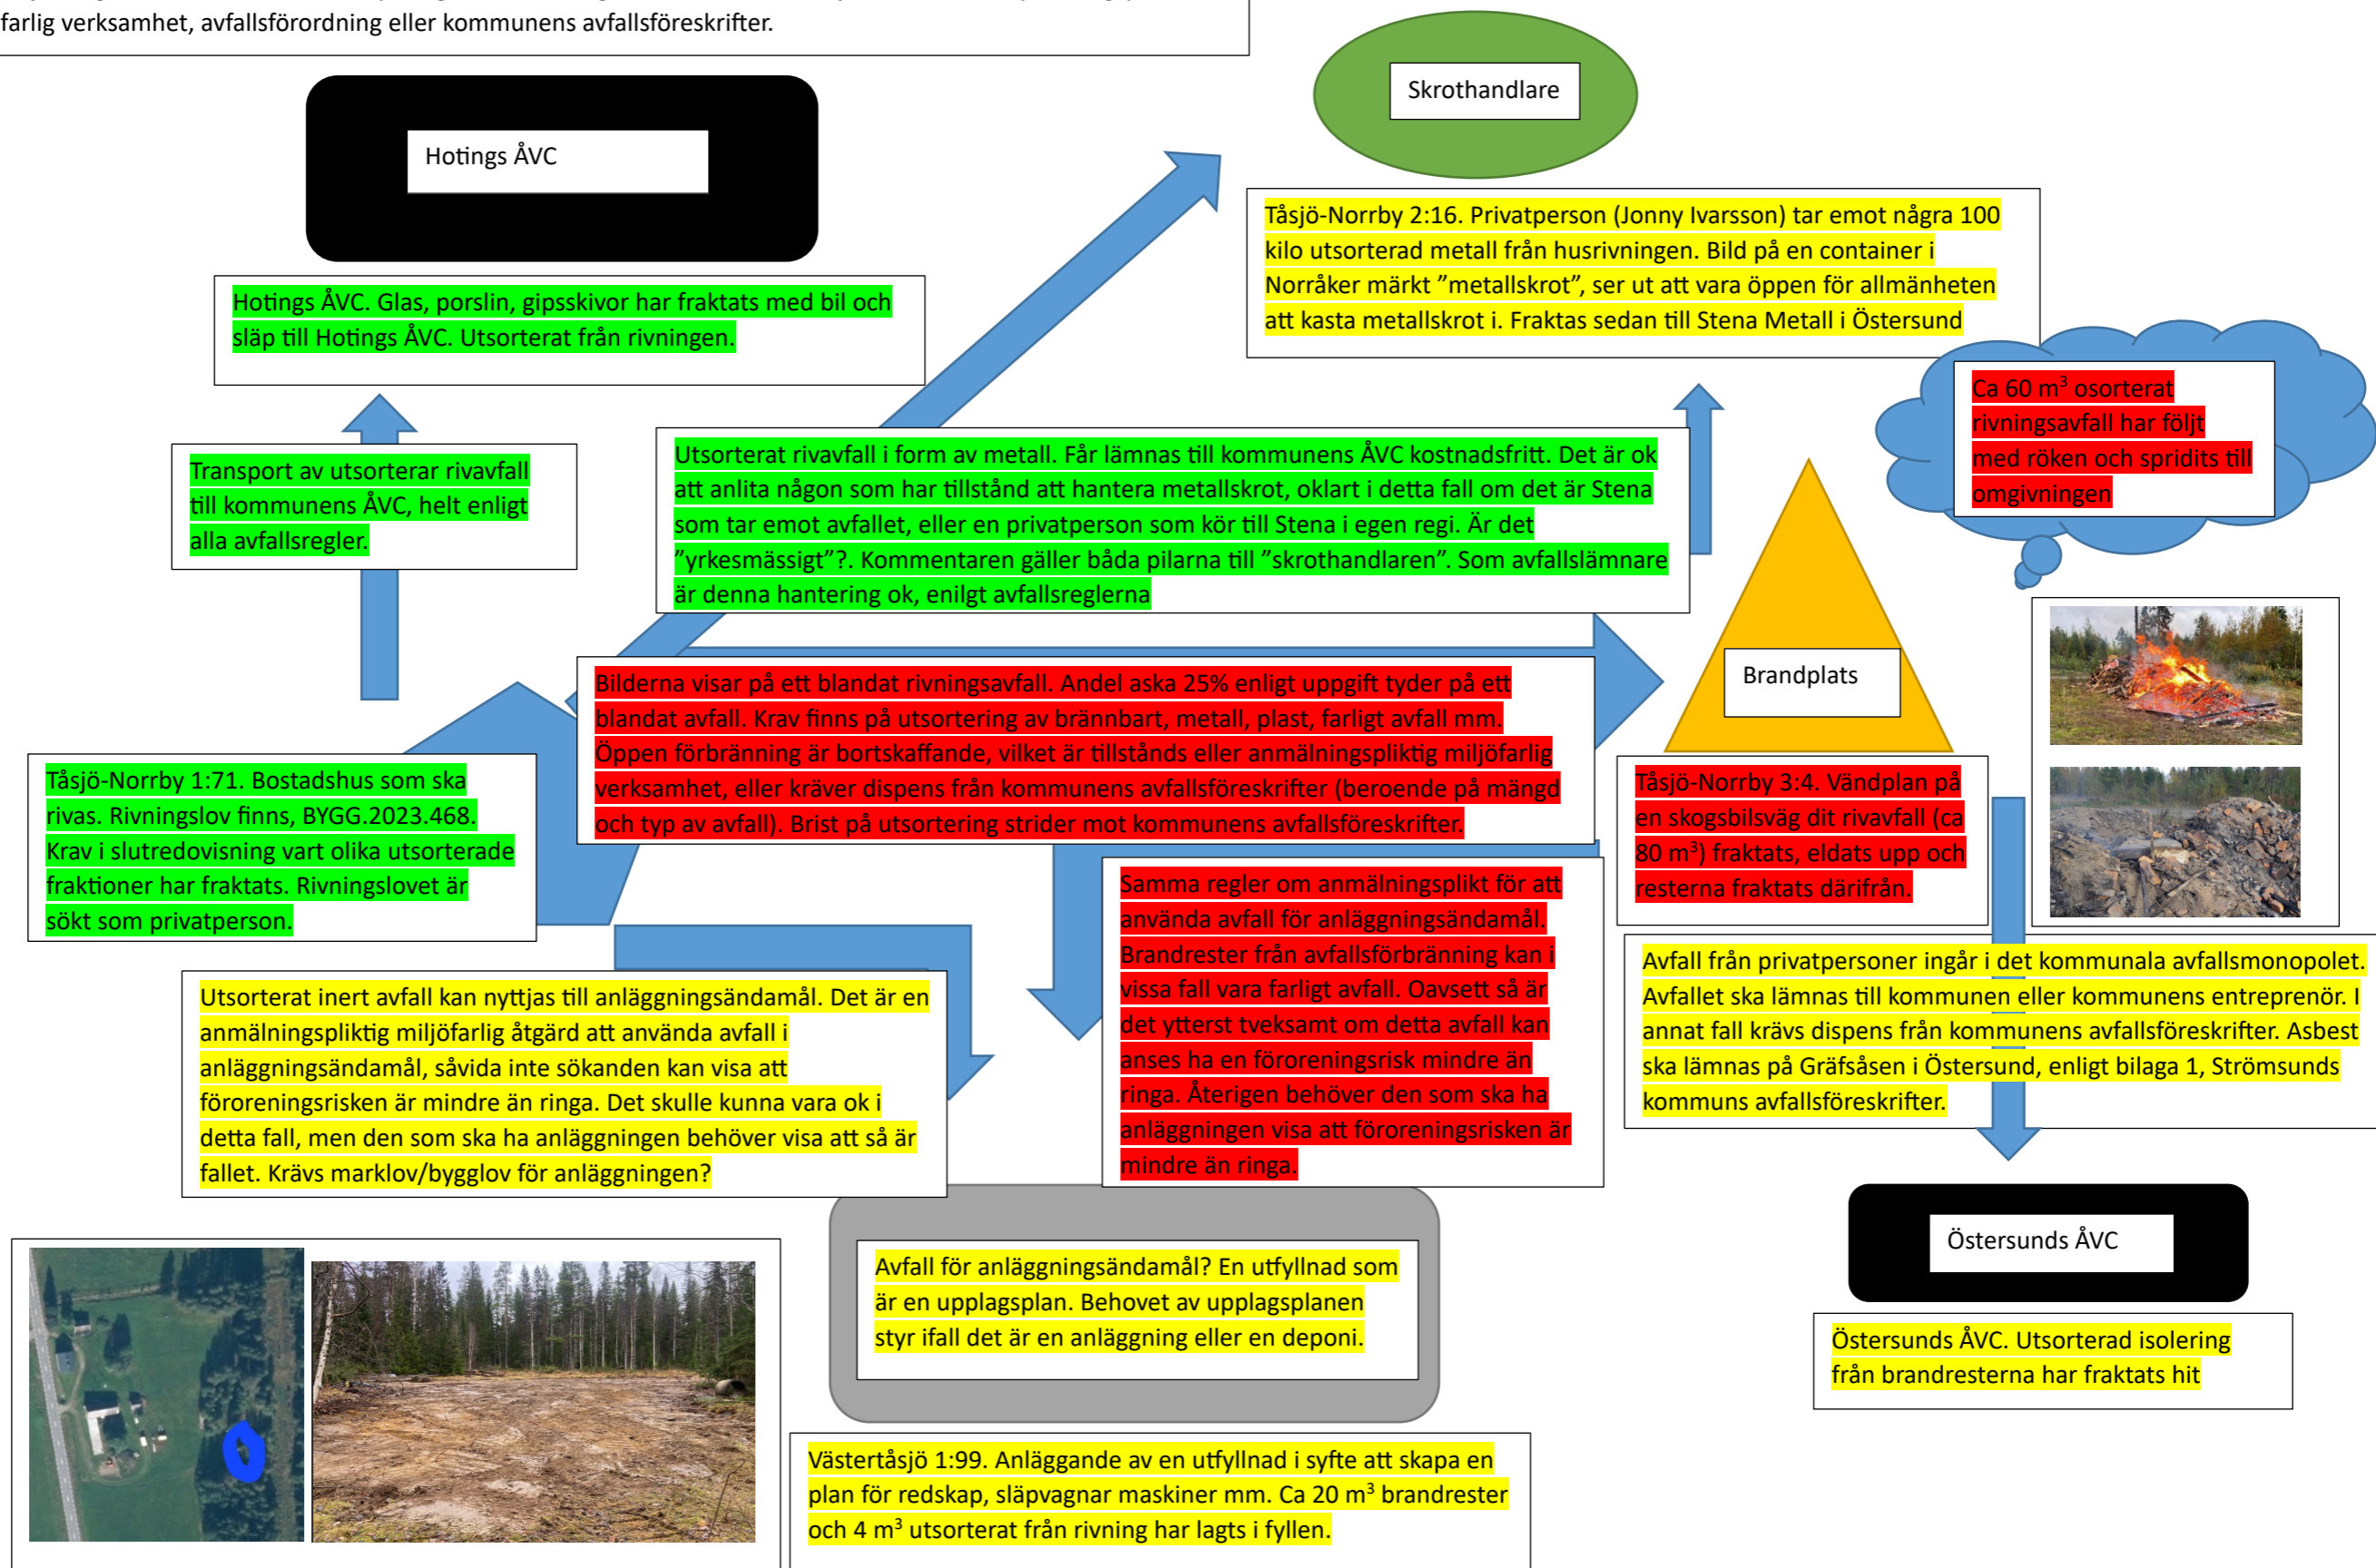 farlig verksamhet, avfallsförordning eller kommunens avfallsföreskrifter.
Skrothandlare
Hotings ÅVC
Tåsjö-Norrby 2:16. Privatperson (Jonny Ivarsson) tar emot några 100
kilo utsorterad metall från husrivningen. Bild på en container i
Norråker märkt ”metallskrot”, ser ut att vara öppen för allmänheten
att kasta metallskrot i. Fraktas sedan till Stena Metall i Östersund
Hotings ÅVC. Glas, porslin, gipsskivor har fraktats med bil och
släp till Hotings ÅVC. Utsorterat från rivningen.
Ca 60 m³ osorterat
rivningsavfall har följt
med röken och spridits till
omgivningen
Transport av utsorterar rivavfall
till kommunens ÅVC, helt enligt
alla avfallsregler.
Utsorterat rivavfall i form av metall. Får lämnas till kommunens ÅVC kostnadsfritt. Det är ok
att anlita någon som har tillstånd att hantera metallskrot, oklart i detta fall om det är Stena
som tar emot avfallet, eller en privatperson som kör till Stena i egen regi. Är det
”yrkesmässigt”?. Kommentaren gäller båda pilarna till ”skrothandlaren”. Som avfallslämnare
är denna hantering ok, enilgt avfallsreglerna
Brandplats
Bilderna visar på ett blandat rivningsavfall. Andel aska 25% enligt uppgift tyder på ett
blandat avfall. Krav finns på utsortering av brännbart, metall, plast, farligt avfall mm.
Öppen förbränning är bortskaffande, vilket är tillstånds eller anmälningspliktig miljöfarlig
verksamhet, eller kräver dispens från kommunens avfallsföreskrifter (beroende på mängd
och typ av avfall). Brist på utsortering strider mot kommunens avfallsföreskrifter.
Tåsjö-Norrby 1:71. Bostadshus som ska
rivas. Rivningslov finns, BYGG.2023.468.
Krav i slutredovisning vart olika utsorterade
fraktioner har fraktats. Rivningslovet är
sökt som privatperson.
Tåsjö-Norrby 3:4. Vändplan på
en skogsbilsväg dit rivavfall (ca
80 m³) fraktats, eldats upp och
resterna fraktats därifrån.
Samma regler om anmälningsplikt för att
använda avfall för anläggningsändamål.
Brandrester från avfallsförbränning kan i
vissa fall vara farligt avfall. Oavsett så är
det ytterst tveksamt om detta avfall kan
anses ha en föroreningsrisk mindre än
ringa. Återigen behöver den som ska ha
anläggningen visa att föroreningsrisken är
mindre än ringa.
Avfall från privatpersoner ingår i det kommunala avfallsmonopolet.
Avfallet ska lämnas till kommunen eller kommunens entreprenör. I
annat fall krävs dispens från kommunens avfallsföreskrifter. Asbest
ska lämnas på Gräfsåsen i Östersund, enligt bilaga 1, Strömsunds
kommuns avfallsföreskrifter.
Utsorterat inert avfall kan nyttjas till anläggningsändamål. Det är en
anmälningspliktig miljöfarlig åtgärd att använda avfall i
anläggningsändamål, såvida inte sökanden kan visa att
föroreningsrisken är mindre än ringa. Det skulle kunna vara ok i
detta fall, men den som ska ha anläggningen behöver visa att så är
fallet. Krävs marklov/bygglov för anläggningen?
Östersunds ÅVC
Avfall för anläggningsändamål? En utfyllnad som
är en upplagsplan. Behovet av upplagsplanen
styr ifall det är en anläggning eller en deponi.
Östersunds ÅVC. Utsorterad isolering
från brandresterna har fraktats hit
Västertåsjö 1:99. Anläggande av en utfyllnad i syfte att skapa en
plan för redskap, släpvagnar maskiner mm. Ca 20 m³ brandrester
och 4 m³ utsorterat från rivning har lagts i fyllen.